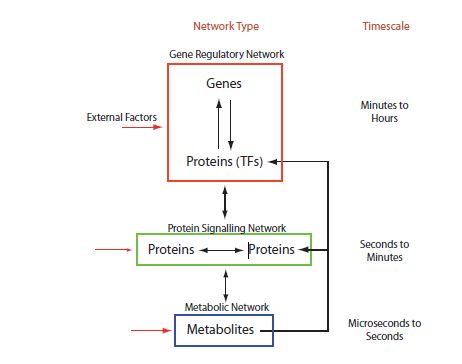 Network Type
Timescale
Gene Regulatory Network
Genes
External Factors
Minutes to
Hours
Proteins (TFs)
Protein Signalling Network
Proteins
Proteins
Seconds to
Minutes
Metabolic Network
Metabolites
Microseconds to
Seconds